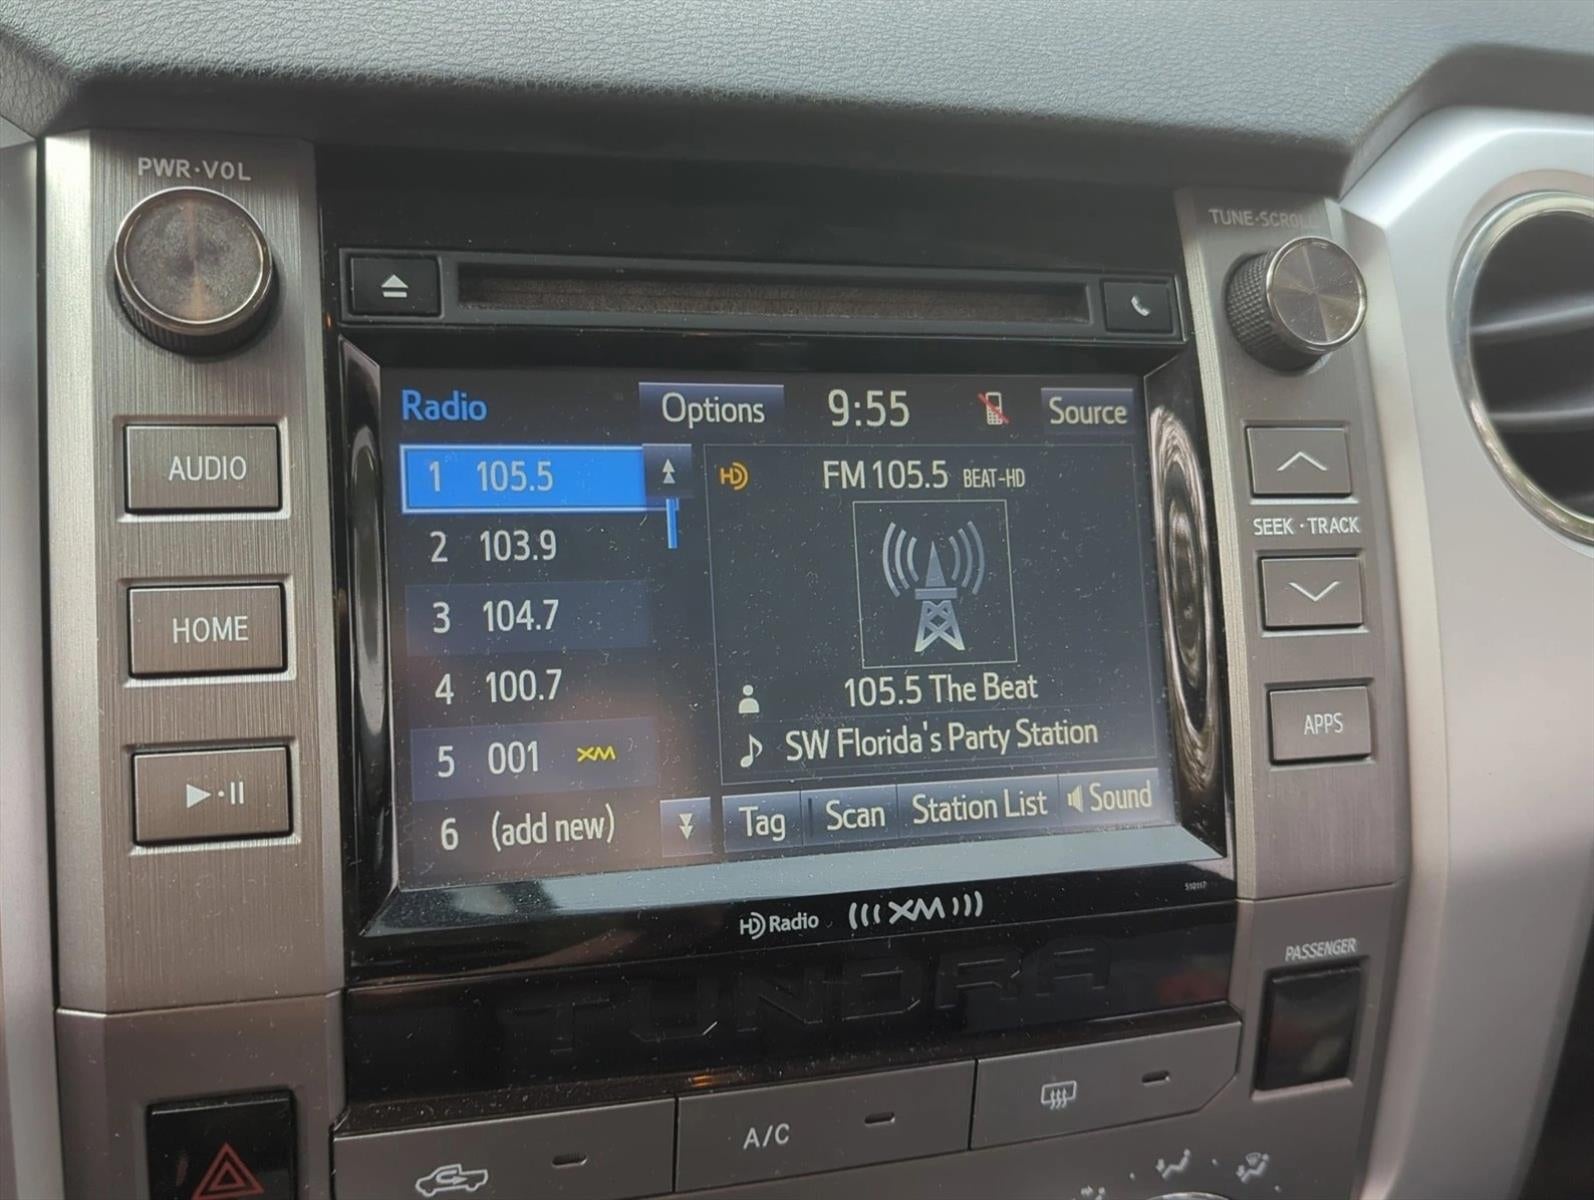 PWR·VOL
TUNE·SCROLL
AUDIO
HOME
Radio
Options
9:55
Source
1 105.5
2 103.9
3 104.7
4 100.7
5 001 XM
6 (add new)
HD
FM 105.5 BEAT-HD
105.5 The Beat
SW Florida's Party Station
Tag
Scan
Station List
Sound
SEEK·TRACK
APPS
HD Radio
(((XM)))
510117
TUNDRA
PASSENGER
A/C